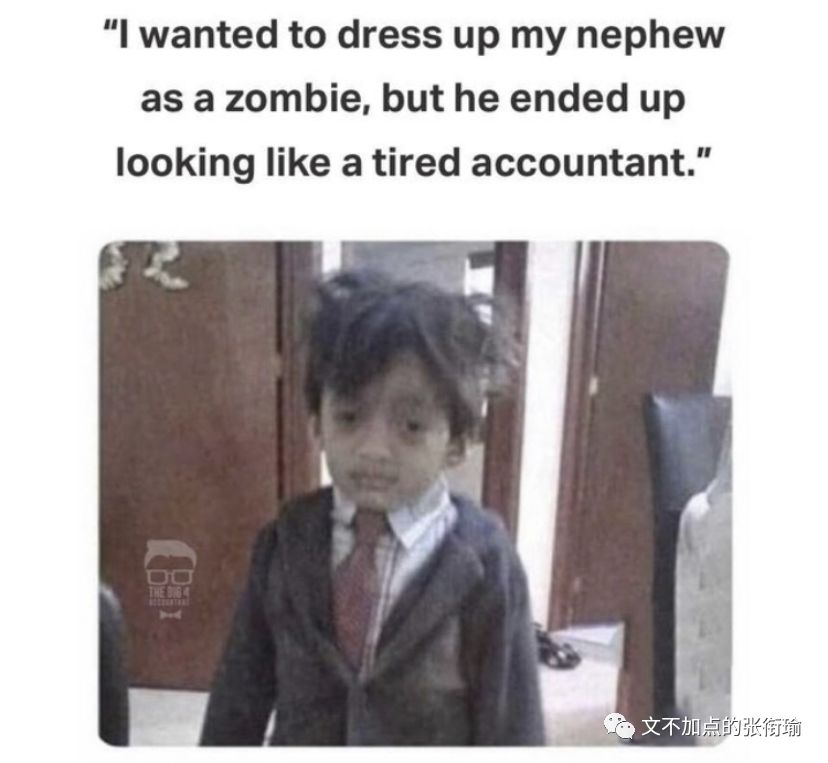 "I wanted to dress up my nephew
as a zombie, but he ended up
looking like a tired accountant."
THE BIG 4
ACCOUNTANT
文不加点的张衔瑜